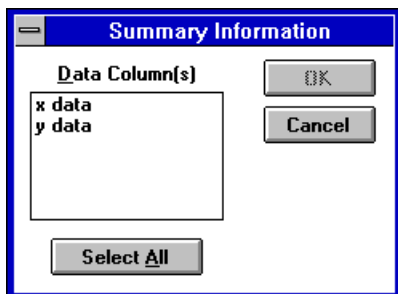 Summary Information
Data Column(s)
OK
x data
y data
Cancel
Select All